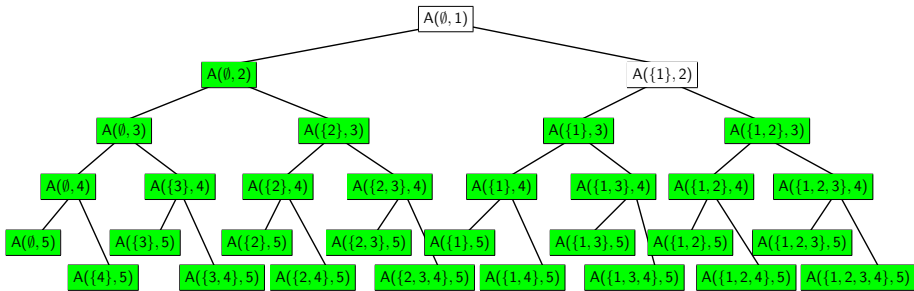 A(∅, 1)
A(∅, 2) A({1}, 2)
A(∅, 3) A({2}, 3) A({1}, 3) A({1, 2}, 3)
A(∅, 4) A({3}, 4) A({2}, 4) A({2, 3}, 4) A({1}, 4) A({1, 3}, 4) A({1, 2}, 4) A({1, 2, 3}, 4)
A(∅, 5) A({3}, 5) A({2}, 5) A({2, 3}, 5) A({1}, 5) A({1, 3}, 5) A({1, 2}, 5) A({1, 2, 3}, 5)
A({4}, 5) A({3, 4}, 5) A({2, 4}, 5) A({2, 3, 4}, 5) A({1, 4}, 5) A({1, 3, 4}, 5) A({1, 2, 4}, 5) A({1, 2, 3, 4}, 5)